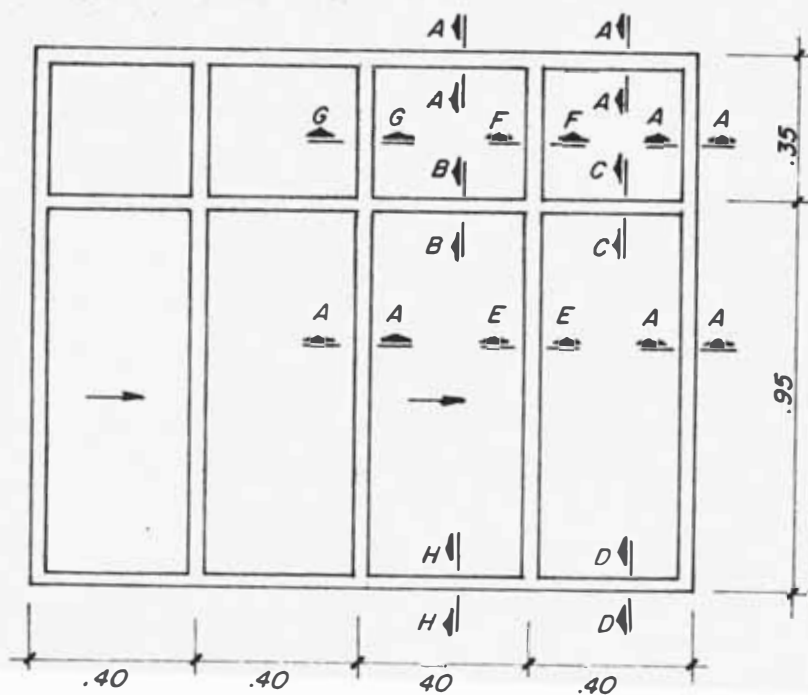 A A
A A
G G F F A A
B C
.35
B C
A A E E A A
.95
H D
H D
.40 .40 40 .40